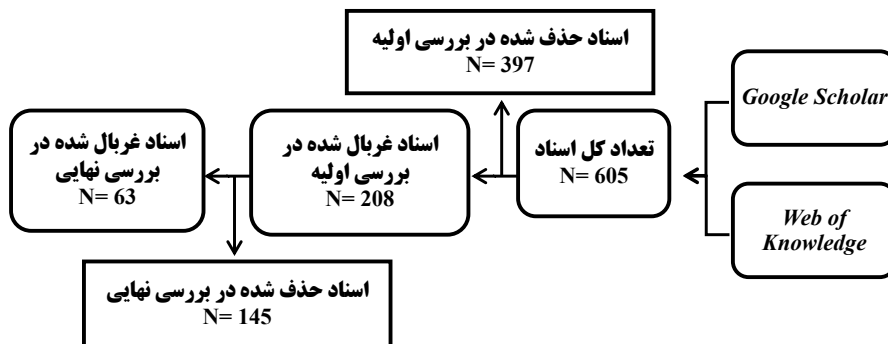 Google Scholar
Web of
Knowledge
تعداد کل اسناد
N= 605
اسناد حذف شده در بررسی اولیه
N= 397
اسناد غربال شده در
بررسی اولیه
N= 208
اسناد حذف شده در بررسی نهایی
N= 145
اسناد غربال شده در
بررسی نهایی
N= 63